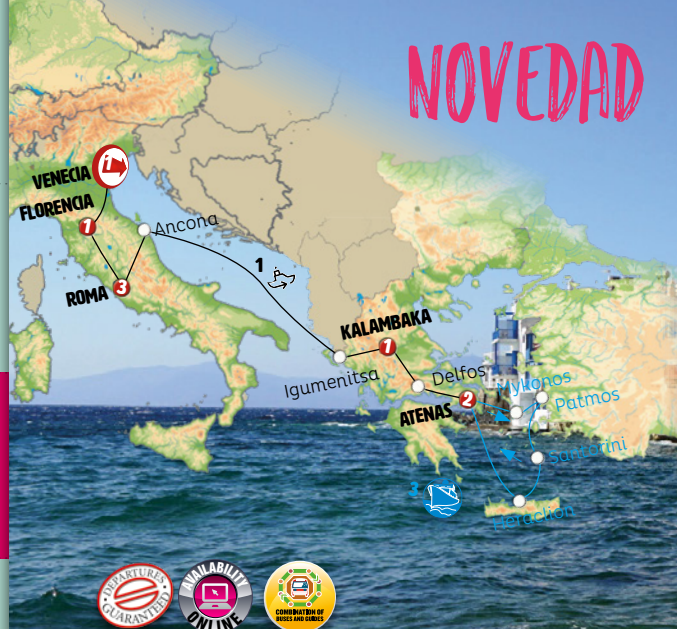 NOVEDAD
i
VENECIA
FLORENCIA
1
Ancona
1
ROMA
3
KALAMBAKA
1
Igumenitsa
Delfos
ATENAS
2
Mykonos
Patmos
Santorini
3
Heraclion
DEPARTURES
GUARANTEED
AVAILABILITY
ONLINE
COMBINATION OF
BUSES AND GUIDES